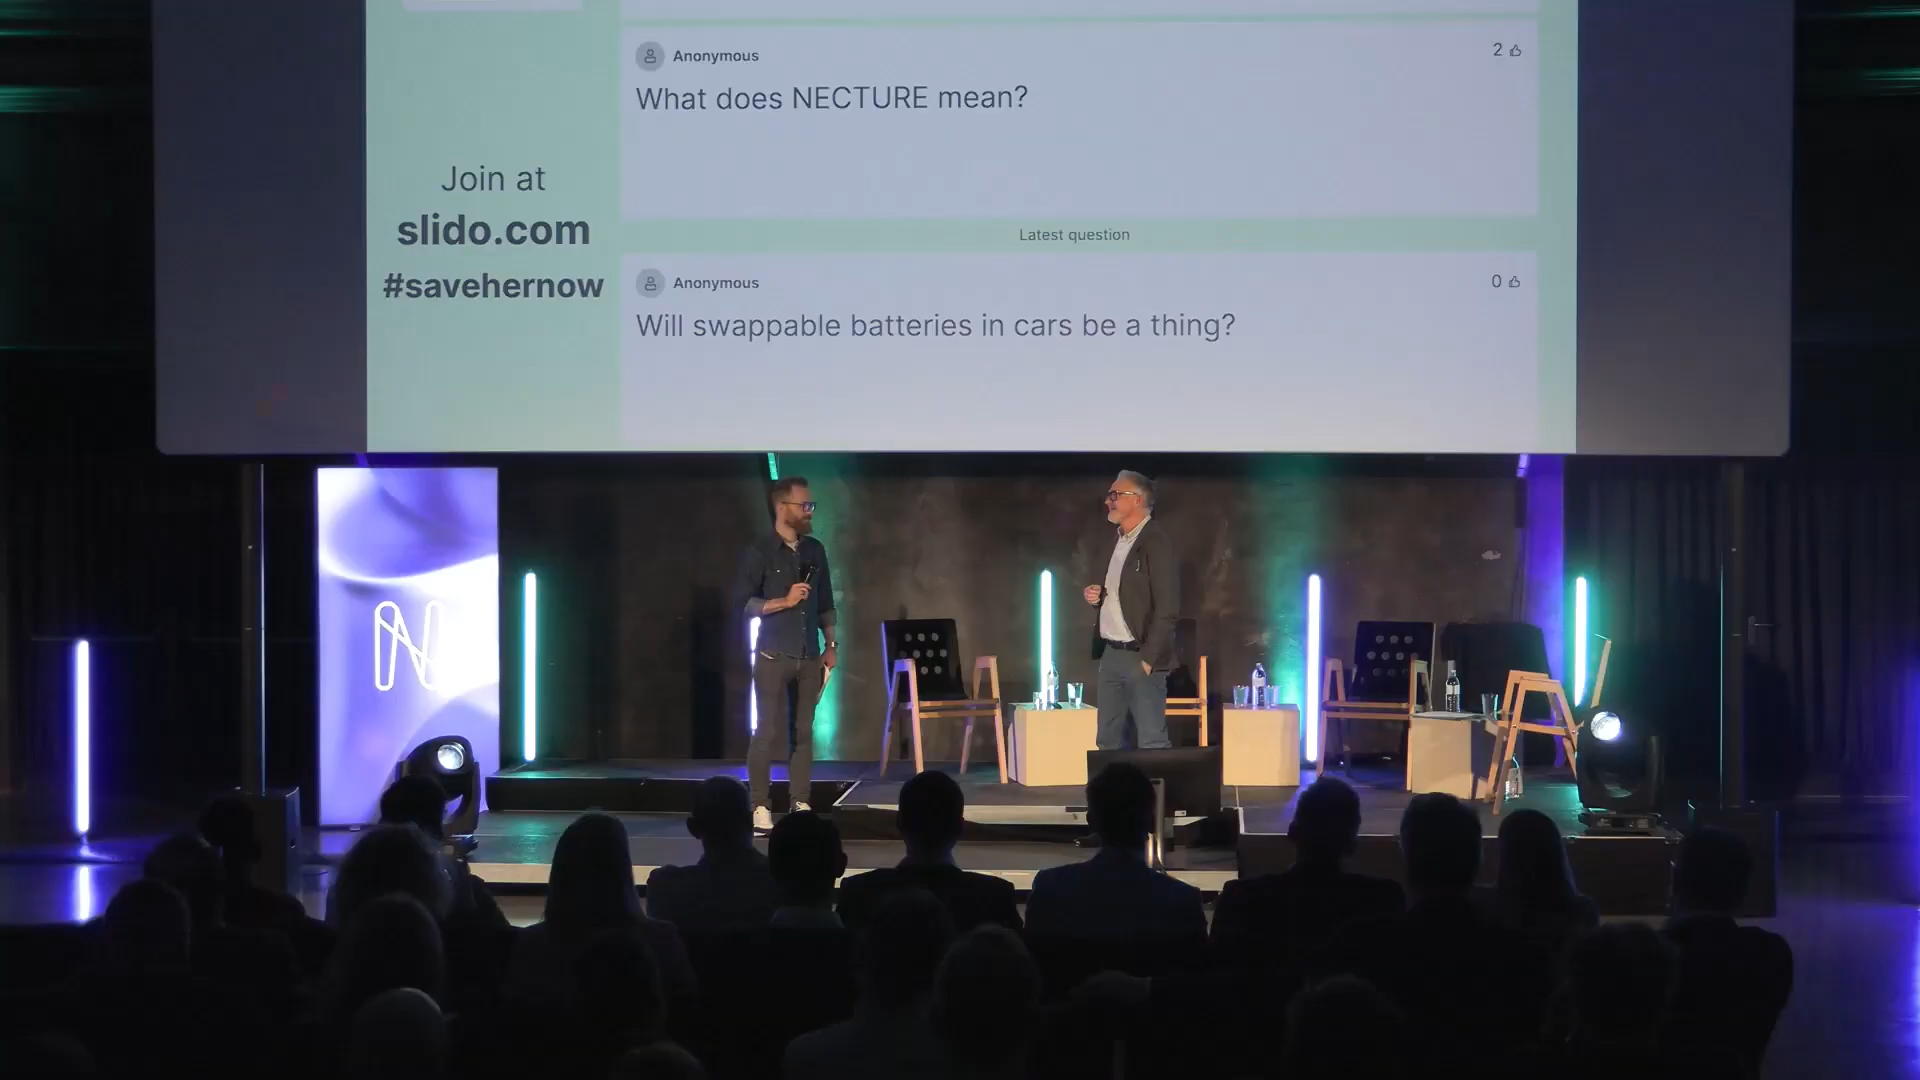 Anonymous
2
What does NECTURE mean?
Join at
slido.com
#savehernow
Latest question
Anonymous
0
Will swappable batteries in cars be a thing?
N